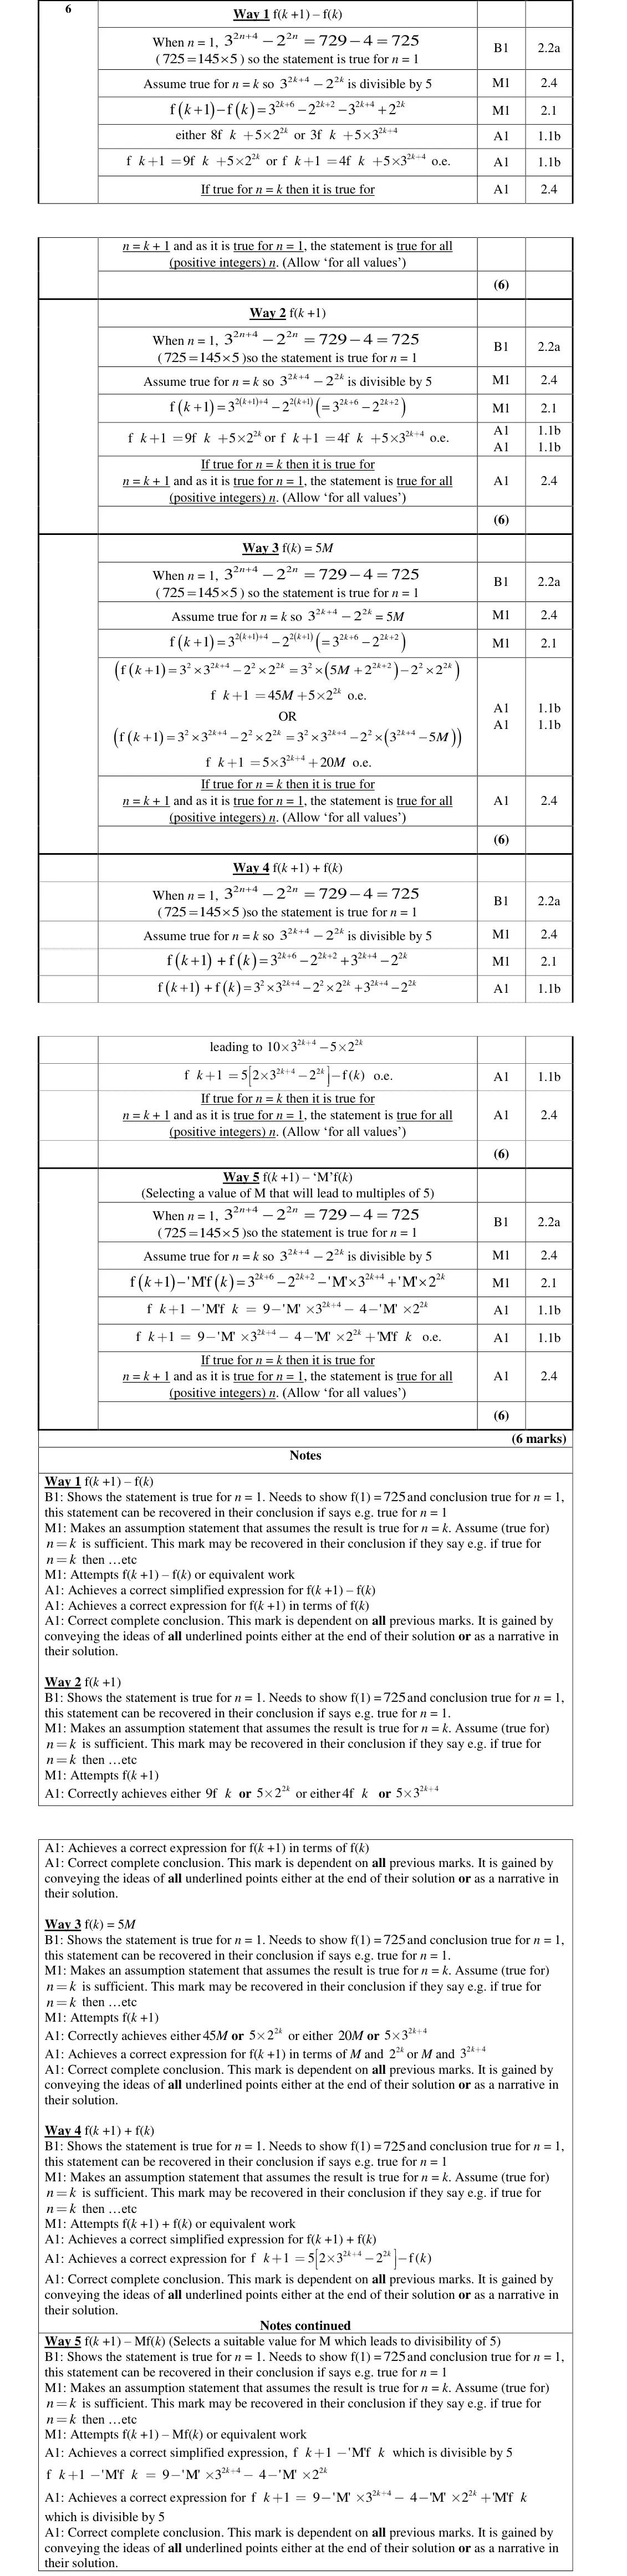 6
Way 1 f(k +1) – f(k)
When n = 1, 3^{2n+4} − 2^{2n} = 729 − 4 = 725
( 725 = 145×5 ) so the statement is true for n = 1
B1 2.2a
Assume true for n = k so 3^{2k+4} − 2^{2k} is divisible by 5 M1 2.4
f (k+1) − f (k) = 3^{2k+6} − 2^{2k+2} − 3^{2k+4} + 2^{2k} M1 2.1
either 8f k +5×2^{2k} or 3f k +5×3^{2k+4} A1 1.1b
f k+1 =9f k +5×2^{2k} or f k+1 =4f k +5×3^{2k+4} o.e. A1 1.1b
If true for n = k then it is true for A1 2.4
n = k + 1 and as it is true for n = 1, the statement is true for all
(positive integers) n. (Allow ‘for all values’)
(6)
Way 2 f(k +1)
When n = 1, 3^{2n+4} − 2^{2n} = 729 − 4 = 725
( 725 = 145×5 )so the statement is true for n = 1
B1 2.2a
Assume true for n = k so 3^{2k+4} − 2^{2k} is divisible by 5 M1 2.4
f (k+1) = 3^{2(k+1)+4} − 2^{2(k+1)} (= 3^{2k+6} − 2^{2k+2}) M1 2.1
f k+1 =9f k +5×2^{2k} or f k+1 =4f k +5×3^{2k+4} o.e.
A1 1.1b
A1 1.1b
If true for n = k then it is true for
n = k + 1 and as it is true for n = 1, the statement is true for all
(positive integers) n. (Allow ‘for all values’)
A1 2.4
(6)
Way 3 f(k) = 5M
When n = 1, 3^{2n+4} − 2^{2n} = 729 − 4 = 725
( 725 = 145×5 ) so the statement is true for n = 1
B1 2.2a
Assume true for n = k so 3^{2k+4} − 2^{2k} = 5M M1 2.4
f (k+1) = 3^{2(k+1)+4} − 2^{2(k+1)} (= 3^{2k+6} − 2^{2k+2}) M1 2.1
(f (k+1) = 3^2 × 3^{2k+4} − 2^2 × 2^{2k} = 3^2 × (5M + 2^{2k+2}) − 2^2 × 2^{2k})
f k+1 =45M +5×2^{2k} o.e.
OR
(f (k+1) = 3^2 × 3^{2k+4} − 2^2 × 2^{2k} = 3^2 × 3^{2k+4} − 2^2 × (3^{2k+4} − 5M))
f k+1 =5×3^{2k+4} +20M o.e.
A1 1.1b
A1 1.1b
If true for n = k then it is true for
n = k + 1 and as it is true for n = 1, the statement is true for all
(positive integers) n. (Allow ‘for all values’)
A1 2.4
(6)
Way 4 f(k +1) + f(k)
When n = 1, 3^{2n+4} − 2^{2n} = 729 − 4 = 725
( 725 = 145×5 )so the statement is true for n = 1
B1 2.2a
Assume true for n = k so 3^{2k+4} − 2^{2k} is divisible by 5 M1 2.4
f (k+1) + f (k) = 3^{2k+6} − 2^{2k+2} + 3^{2k+4} − 2^{2k} M1 2.1
f (k+1) + f (k) = 3^2 × 3^{2k+4} − 2^2 × 2^{2k} + 3^{2k+4} − 2^{2k} A1 1.1b
leading to 10×3^{2k+4} − 5×2^{2k}
f k+1 =5[2×3^{2k+4} − 2^{2k}] − f (k) o.e. A1 1.1b
If true for n = k then it is true for
n = k + 1 and as it is true for n = 1, the statement is true for all
(positive integers) n. (Allow ‘for all values’)
A1 2.4
(6)
Way 5 f(k +1) – ‘M’f(k)
(Selecting a value of M that will lead to multiples of 5)
When n = 1, 3^{2n+4} − 2^{2n} = 729 − 4 = 725
( 725 = 145×5 )so the statement is true for n = 1
B1 2.2a
Assume true for n = k so 3^{2k+4} − 2^{2k} is divisible by 5 M1 2.4
f (k+1) − 'M'f (k) = 3^{2k+6} − 2^{2k+2} − 'M'×3^{2k+4} + 'M'×2^{2k} M1 2.1
f k+1 −'M'f k = 9−'M' ×3^{2k+4} − 4−'M' ×2^{2k} A1 1.1b
f k+1 = 9−'M' ×3^{2k+4} − 4−'M' ×2^{2k} +'M'f k o.e. A1 1.1b
If true for n = k then it is true for
n = k + 1 and as it is true for n = 1, the statement is true for all
(positive integers) n. (Allow ‘for all values’)
A1 2.4
(6)
(6 marks)
Notes
Way 1 f(k +1) – f(k)
B1: Shows the statement is true for n = 1. Needs to show f(1) = 725 and conclusion true for n = 1,
this statement can be recovered in their conclusion if says e.g. true for n = 1
M1: Makes an assumption statement that assumes the result is true for n = k. Assume (true for)
n = k is sufficient. This mark may be recovered in their conclusion if they say e.g. if true for
n = k then …etc
M1: Attempts f(k +1) – f(k) or equivalent work
A1: Achieves a correct simplified expression for f(k +1) – f(k)
A1: Achieves a correct expression for f(k +1) in terms of f(k)
A1: Correct complete conclusion. This mark is dependent on all previous marks. It is gained by
conveying the ideas of all underlined points either at the end of their solution or as a narrative in
their solution.
Way 2 f(k +1)
B1: Shows the statement is true for n = 1. Needs to show f(1) = 725 and conclusion true for n = 1,
this statement can be recovered in their conclusion if says e.g. true for n = 1.
M1: Makes an assumption statement that assumes the result is true for n = k. Assume (true for)
n = k is sufficient. This mark may be recovered in their conclusion if they say e.g. if true for
n = k then …etc
M1: Attempts f(k +1)
A1: Correctly achieves either 9f k or 5×2^{2k} or either 4f k or 5×3^{2k+4}
A1: Achieves a correct expression for f(k +1) in terms of f(k)
A1: Correct complete conclusion. This mark is dependent on all previous marks. It is gained by
conveying the ideas of all underlined points either at the end of their solution or as a narrative in
their solution.
Way 3 f(k) = 5M
B1: Shows the statement is true for n = 1. Needs to show f(1) = 725 and conclusion true for n = 1,
this statement can be recovered in their conclusion if says e.g. true for n = 1.
M1: Makes an assumption statement that assumes the result is true for n = k. Assume (true for)
n = k is sufficient. This mark may be recovered in their conclusion if they say e.g. if true for
n = k then …etc
M1: Attempts f(k +1)
A1: Correctly achieves either 45M or 5×2^{2k} or either 20M or 5×3^{2k+4}
A1: Achieves a correct expression for f(k +1) in terms of M and 2^{2k} or M and 3^{2k+4}
A1: Correct complete conclusion. This mark is dependent on all previous marks. It is gained by
conveying the ideas of all underlined points either at the end of their solution or as a narrative in
their solution.
Way 4 f(k +1) + f(k)
B1: Shows the statement is true for n = 1. Needs to show f(1) = 725 and conclusion true for n = 1,
this statement can be recovered in their conclusion if says e.g. true for n = 1
M1: Makes an assumption statement that assumes the result is true for n = k. Assume (true for)
n = k is sufficient. This mark may be recovered in their conclusion if they say e.g. if true for
n = k then …etc
M1: Attempts f(k +1) + f(k) or equivalent work
A1: Achieves a correct simplified expression for f(k +1) + f(k)
A1: Achieves a correct expression for f k+1 =5[2×3^{2k+4} − 2^{2k}] − f (k)
A1: Correct complete conclusion. This mark is dependent on all previous marks. It is gained by
conveying the ideas of all underlined points either at the end of their solution or as a narrative in
their solution.
Notes continued
Way 5 f(k +1) – Mf(k) (Selects a suitable value for M which leads to divisibility of 5)
B1: Shows the statement is true for n = 1. Needs to show f(1) = 725 and conclusion true for n = 1,
this statement can be recovered in their conclusion if says e.g. true for n = 1
M1: Makes an assumption statement that assumes the result is true for n = k. Assume (true for)
n = k is sufficient. This mark may be recovered in their conclusion if they say e.g. if true for
n = k then …etc
M1: Attempts f(k +1) – Mf(k) or equivalent work
A1: Achieves a correct simplified expression, f k+1 −'M'f k which is divisible by 5
f k+1 −'M'f k = 9−'M' ×3^{2k+4} − 4−'M' ×2^{2k}
A1: Achieves a correct expression for f k+1 = 9−'M' ×3^{2k+4} − 4−'M' ×2^{2k} +'M'f k
which is divisible by 5
A1: Correct complete conclusion. This mark is dependent on all previous marks. It is gained by
conveying the ideas of all underlined points either at the end of their solution or as a narrative in
their solution.